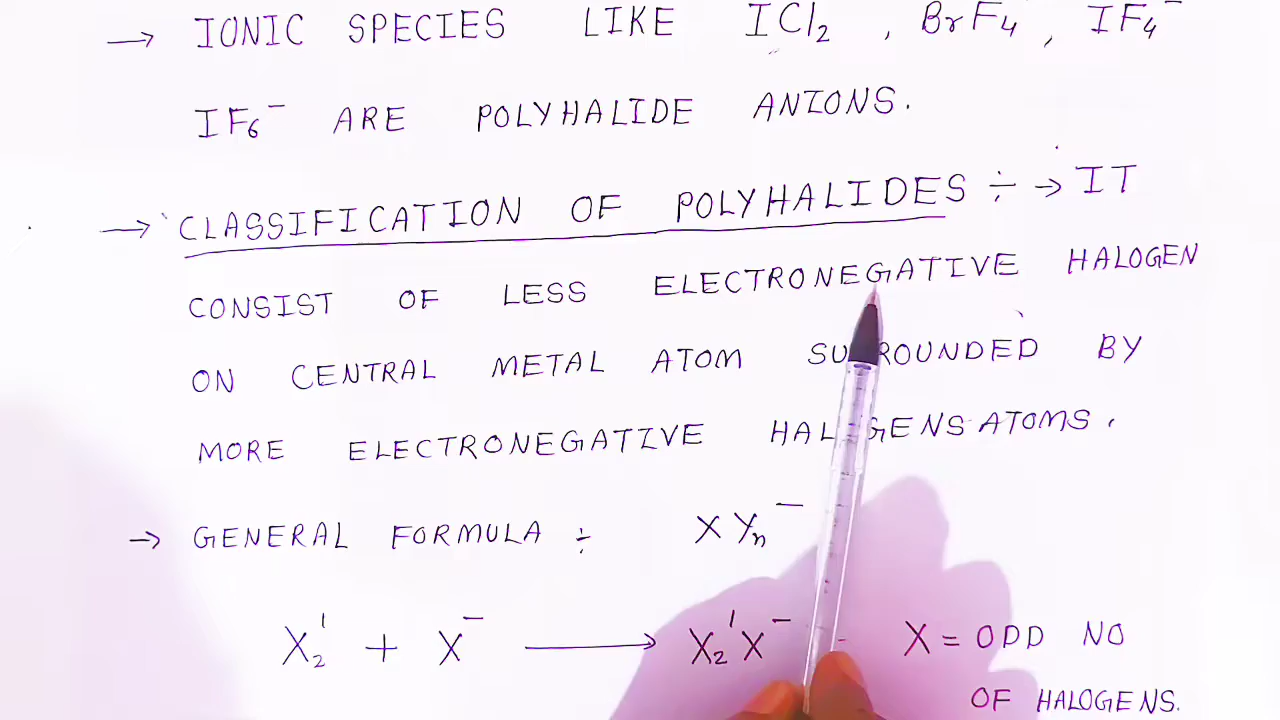 → IONIC SPECIES LIKE ICl₂, BrF₄, IF₄⁻
IF₆⁻ ARE POLYHALIDE ANIONS.
→ CLASSIFICATION OF POLYHALIDES ÷ → IT
CONSIST OF LESS ELECTRONEGATIVE HALOGEN
ON CENTRAL METAL ATOM SURROUNDED BY
MORE ELECTRONEGATIVE HALOGENS ATOMS.
→ GENERAL FORMULA ÷ XYₙ⁻
X₂' + X⁻ → X₂'X⁻ - X = ODD NO
OF HALOGENS.